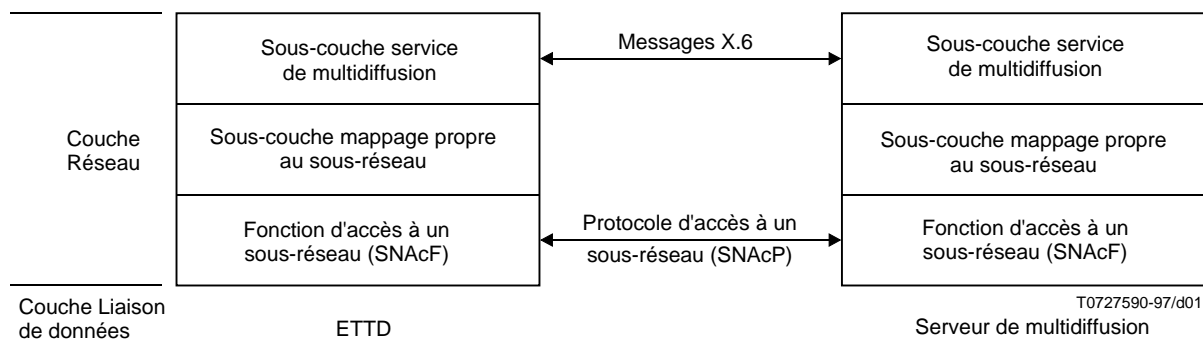 Sous-couche service
de multidiffusion
Messages X.6
Sous-couche service
de multidiffusion
Couche
Réseau
Sous-couche mappage propre
au sous-réseau
Sous-couche mappage propre
au sous-réseau
Fonction d'accès à un
sous-réseau (SNAcF)
Protocole d'accès à un
sous-réseau (SNAcP)
Fonction d'accès à un
sous-réseau (SNAcF)
Couche Liaison
de données
ETTD
T0727590-97/d01
Serveur de multidiffusion